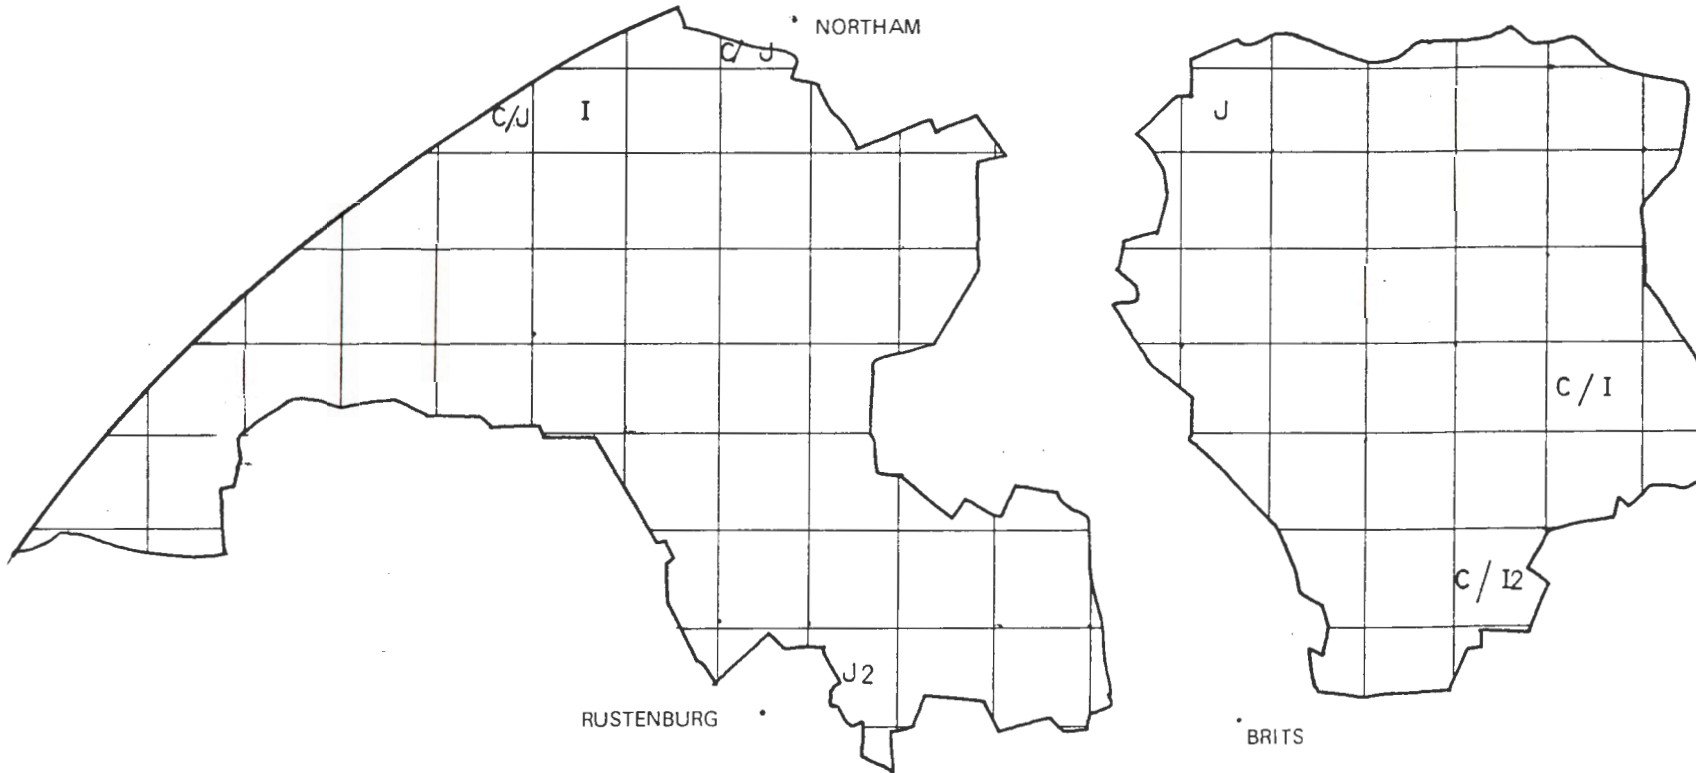 NORTHAM
C/ J
C/J
I
J
C / I
C / I2
J2
RUSTENBURG
BRITS